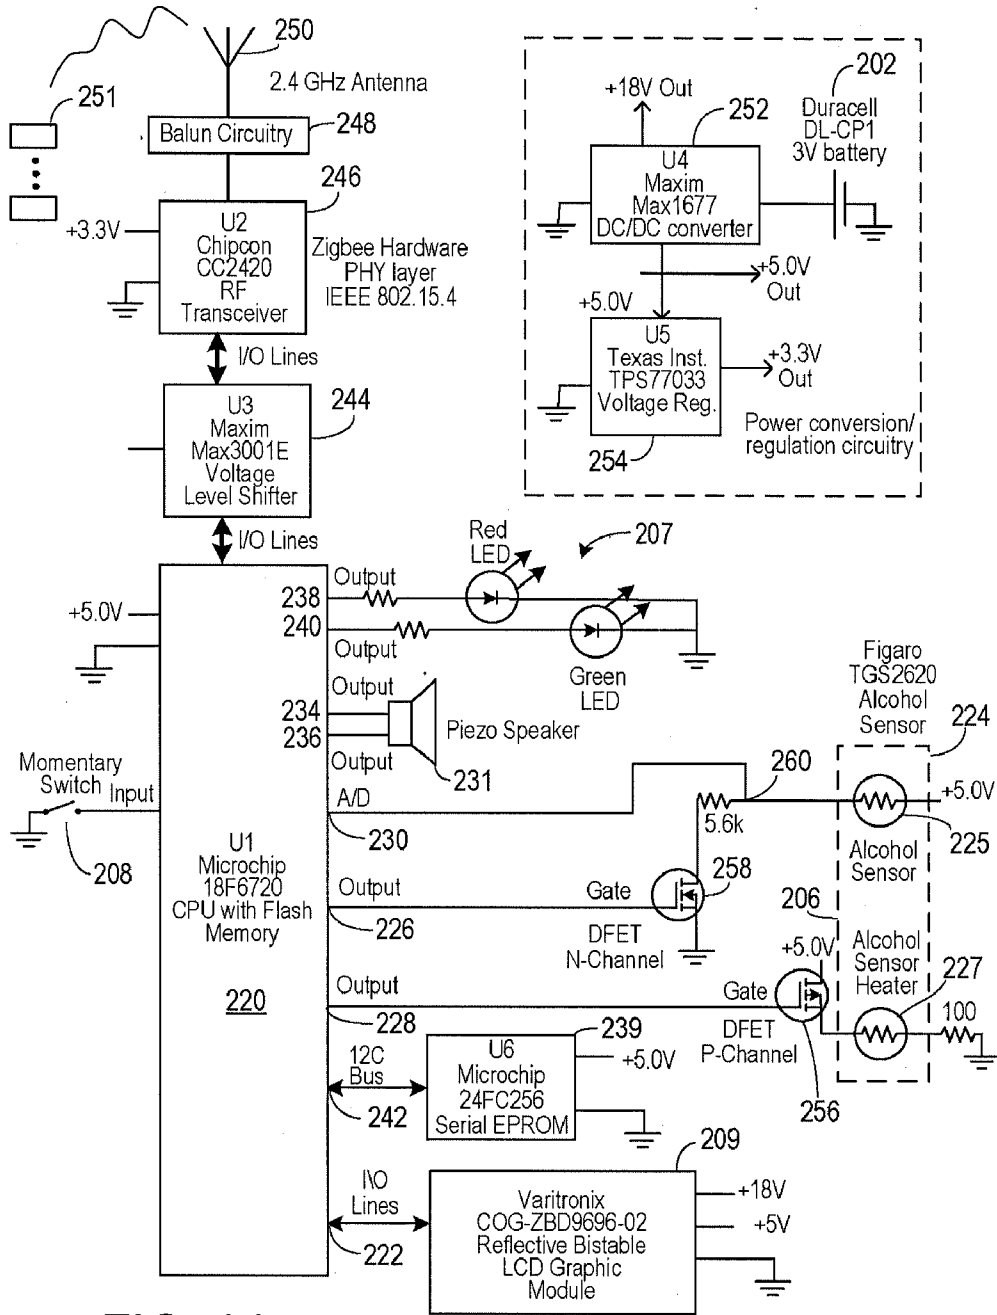 250
2.4 GHz Antenna
251
Balun Circuitry
248
246
+3.3V
U2
Chipcon
CC2420
RF
Transceiver
Zigbee Hardware
PHY layer
IEEE 802.15.4
I/O Lines
U3
Maxim
Max3001E
Voltage
Level Shifter
244
I/O Lines
202
+18V Out
252
Duracell
DL-CP1
3V battery
U4
Maxim
Max1677
DC/DC converter
+5.0V
Out
+5.0V
U5
Texas Inst.
TPS77033
Voltage Reg.
+3.3V
Out
254
Power conversion/
regulation circuitry
Red
LED
207
Output
238
+5.0V
240
Output
Green
LED
Output
234
236
Piezo Speaker
Output
231
Figaro
TGS2620
Alcohol
Sensor
224
Momentary
Switch
Input
208
A/D
230
260
5.6k
+5.0V
225
Alcohol
Sensor
U1
Microchip
18F6720
CPU with Flash
Memory
220
Output
226
Gate
258
DFET
N-Channel
206
+5.0V
Alcohol
Sensor
Heater
227
Output
228
Gate
DFET
P-Channel
100
256
12C
Bus
242
239
U6
Microchip
24FC256
Serial EPROM
+5.0V
209
I\O
Lines
222
Varitronix
COG-ZBD9696-02
Reflective Bistable
LCD Graphic
Module
+18V
+5V